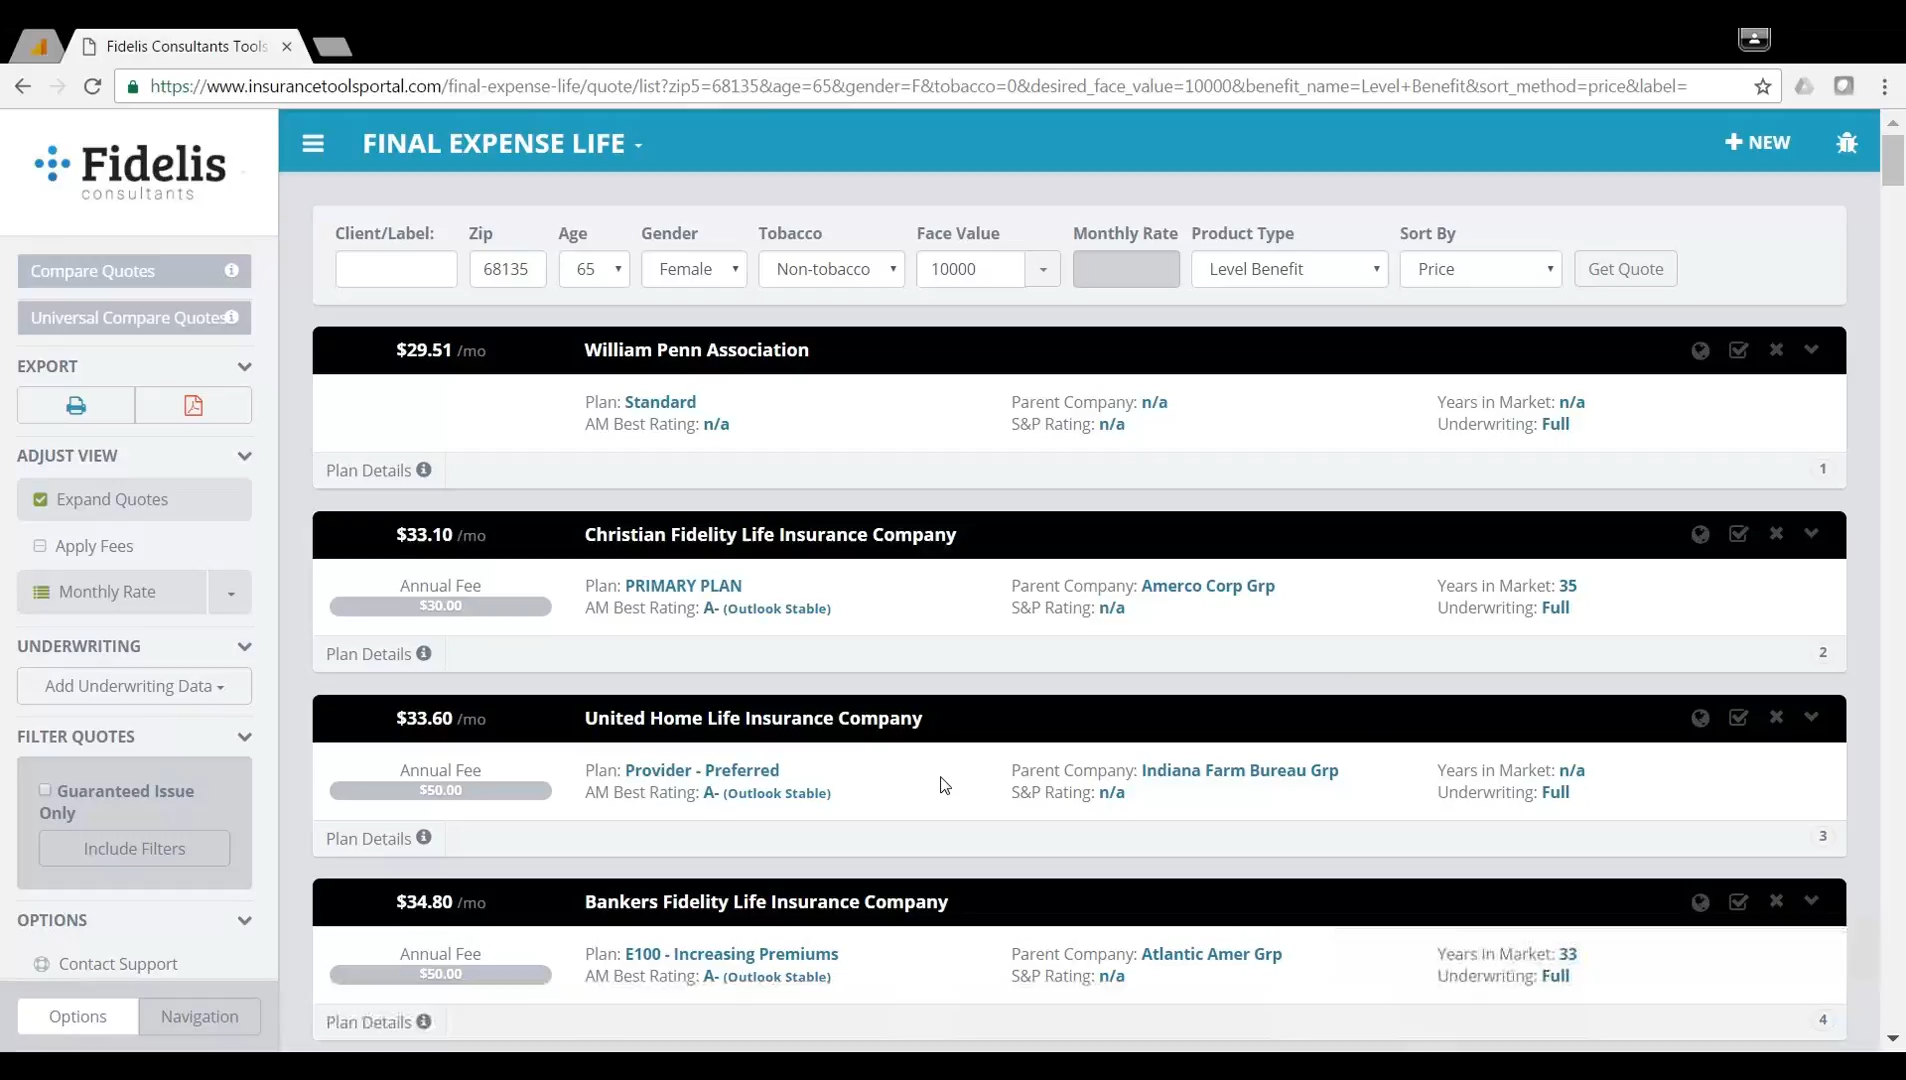 Fidelis Consultants Tools
https://www.insurancetoolsportal.com/final-expense-life/quote/list?zip5=68135&age=65&gender=F&tobacco=0&desired_face_value=10000&benefit_name=Level+Benefit&sort_method=price&label=
Fidelis
consultants
FINAL EXPENSE LIFE
NEW
Compare Quotes
Universal Compare Quotes
EXPORT
ADJUST VIEW
Expand Quotes
Apply Fees
Monthly Rate
UNDERWRITING
Add Underwriting Data
FILTER QUOTES
Guaranteed Issue
Only
Include Filters
OPTIONS
Contact Support
Options Navigation
Client/Label: Zip Age Gender Tobacco Face Value Monthly Rate Product Type Sort By
68135 65 Female Non-tobacco 10000 Level Benefit Price Get Quote
$29.51 /mo William Penn Association
Plan: Standard Parent Company: n/a Years in Market: n/a
AM Best Rating: n/a S&P Rating: n/a Underwriting: Full
Plan Details 1
$33.10 /mo Christian Fidelity Life Insurance Company
Annual Fee Plan: PRIMARY PLAN Parent Company: Amerco Corp Grp Years in Market: 35
$30.00 AM Best Rating: A- (Outlook Stable) S&P Rating: n/a Underwriting: Full
Plan Details 2
$33.60 /mo United Home Life Insurance Company
Annual Fee Plan: Provider - Preferred Parent Company: Indiana Farm Bureau Grp Years in Market: n/a
$50.00 AM Best Rating: A- (Outlook Stable) S&P Rating: n/a Underwriting: Full
Plan Details 3
$34.80 /mo Bankers Fidelity Life Insurance Company
Annual Fee Plan: E100 - Increasing Premiums Parent Company: Atlantic Amer Grp Years in Market: 33
$50.00 AM Best Rating: A- (Outlook Stable) S&P Rating: n/a Underwriting: Full
Plan Details 4